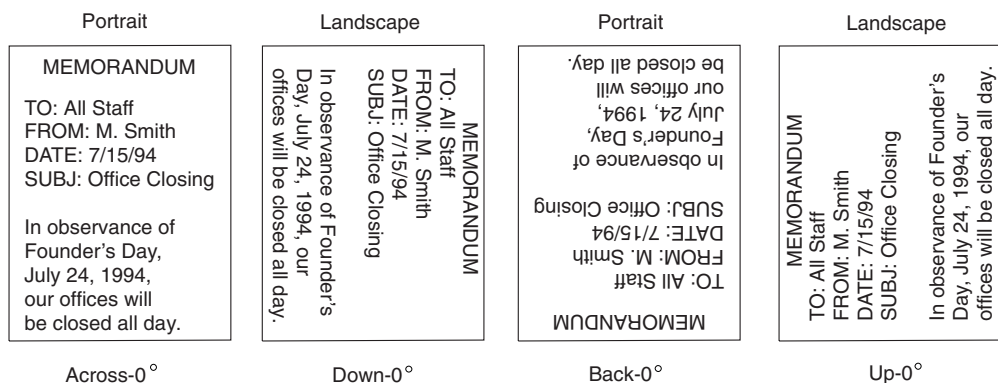 Portrait
MEMORANDUM
TO: All Staff
FROM: M. Smith
DATE: 7/15/94
SUBJ: Office Closing
In observance of
Founder's Day,
July 24, 1994,
our offices will
be closed all day.
Across-0°
Landscape
MEMORANDUM
TO: All Staff
FROM: M. Smith
DATE: 7/15/94
SUBJ: Office Closing
In observance of Founder's
Day, July 24, 1994, our
offices will be closed all day.
Down-0°
Portrait
MEMORANDUM
TO: All Staff
FROM: M. Smith
DATE: 7/15/94
SUBJ: Office Closing
In observance of
Founder's Day,
July 24, 1994,
our offices will
be closed all day.
Back-0°
Landscape
MEMORANDUM
TO: All Staff
FROM: M. Smith
DATE: 7/15/94
SUBJ: Office Closing
In observance of Founder's
Day, July 24, 1994, our
offices will be closed all day.
Up-0°